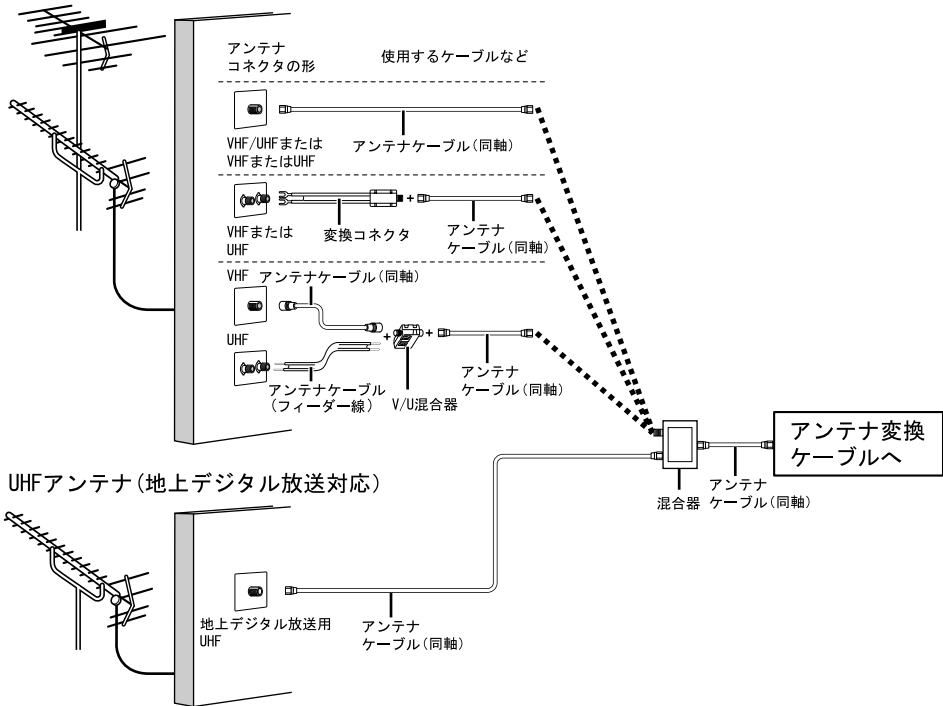 アンテナ
コネクタの形
使用するケーブルなど
VHF/UHFまたは
VHFまたはUHF
アンテナケーブル(同軸)
VHFまたは
UHF
変換コネクタ
+
アンテナ
ケーブル(同軸)
VHF
アンテナケーブル(同軸)
UHF
+
+
アンテナケーブル
(フィーダー線)
V/U混合器
アンテナ
ケーブル(同軸)
混合器
アンテナ
ケーブル(同軸)
アンテナ変換
ケーブルへ
UHFアンテナ(地上デジタル放送対応)
地上デジタル放送用
UHF
アンテナ
ケーブル(同軸)